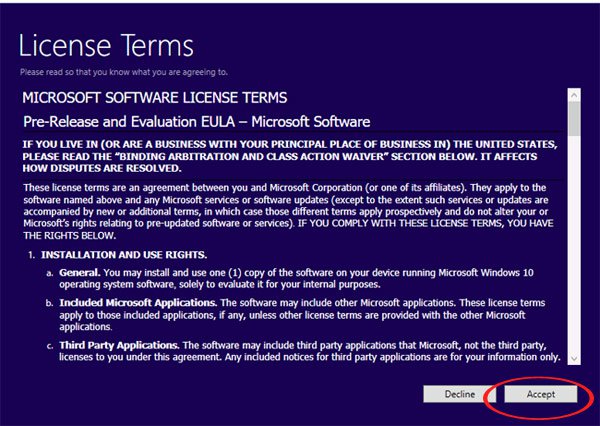 License Terms
Please read so that you know what you are agreeing to.
MICROSOFT SOFTWARE LICENSE TERMS
Pre-Release and Evaluation EULA – Microsoft Software
IF YOU LIVE IN (OR ARE A BUSINESS WITH YOUR PRINCIPAL PLACE OF BUSINESS IN) THE UNITED STATES,
PLEASE READ THE “BINDING ARBITRATION AND CLASS ACTION WAIVER” SECTION BELOW. IT AFFECTS
HOW DISPUTES ARE RESOLVED.
These license terms are an agreement between you and Microsoft Corporation (or one of its affiliates). They apply to the
software named above and any Microsoft services or software updates (except to the extent such services or updates are
accompanied by new or additional terms, in which case those different terms apply prospectively and do not alter your or
Microsoft’s rights relating to pre-updated software or services). IF YOU COMPLY WITH THESE LICENSE TERMS, YOU HAVE
THE RIGHTS BELOW.
1. INSTALLATION AND USE RIGHTS.
a. General. You may install and use one (1) copy of the software on your device running Microsoft Windows 10
operating system software, solely to evaluate it for your internal purposes.
b. Included Microsoft Applications. The software may include other Microsoft applications. These license terms
apply to those included applications, if any, unless other license terms are provided with the other Microsoft
applications.
c. Third Party Applications. The software may include third party applications that Microsoft, not the third party,
licenses to you under this agreement. Any included notices for third party applications are for your information only.
Decline Accept